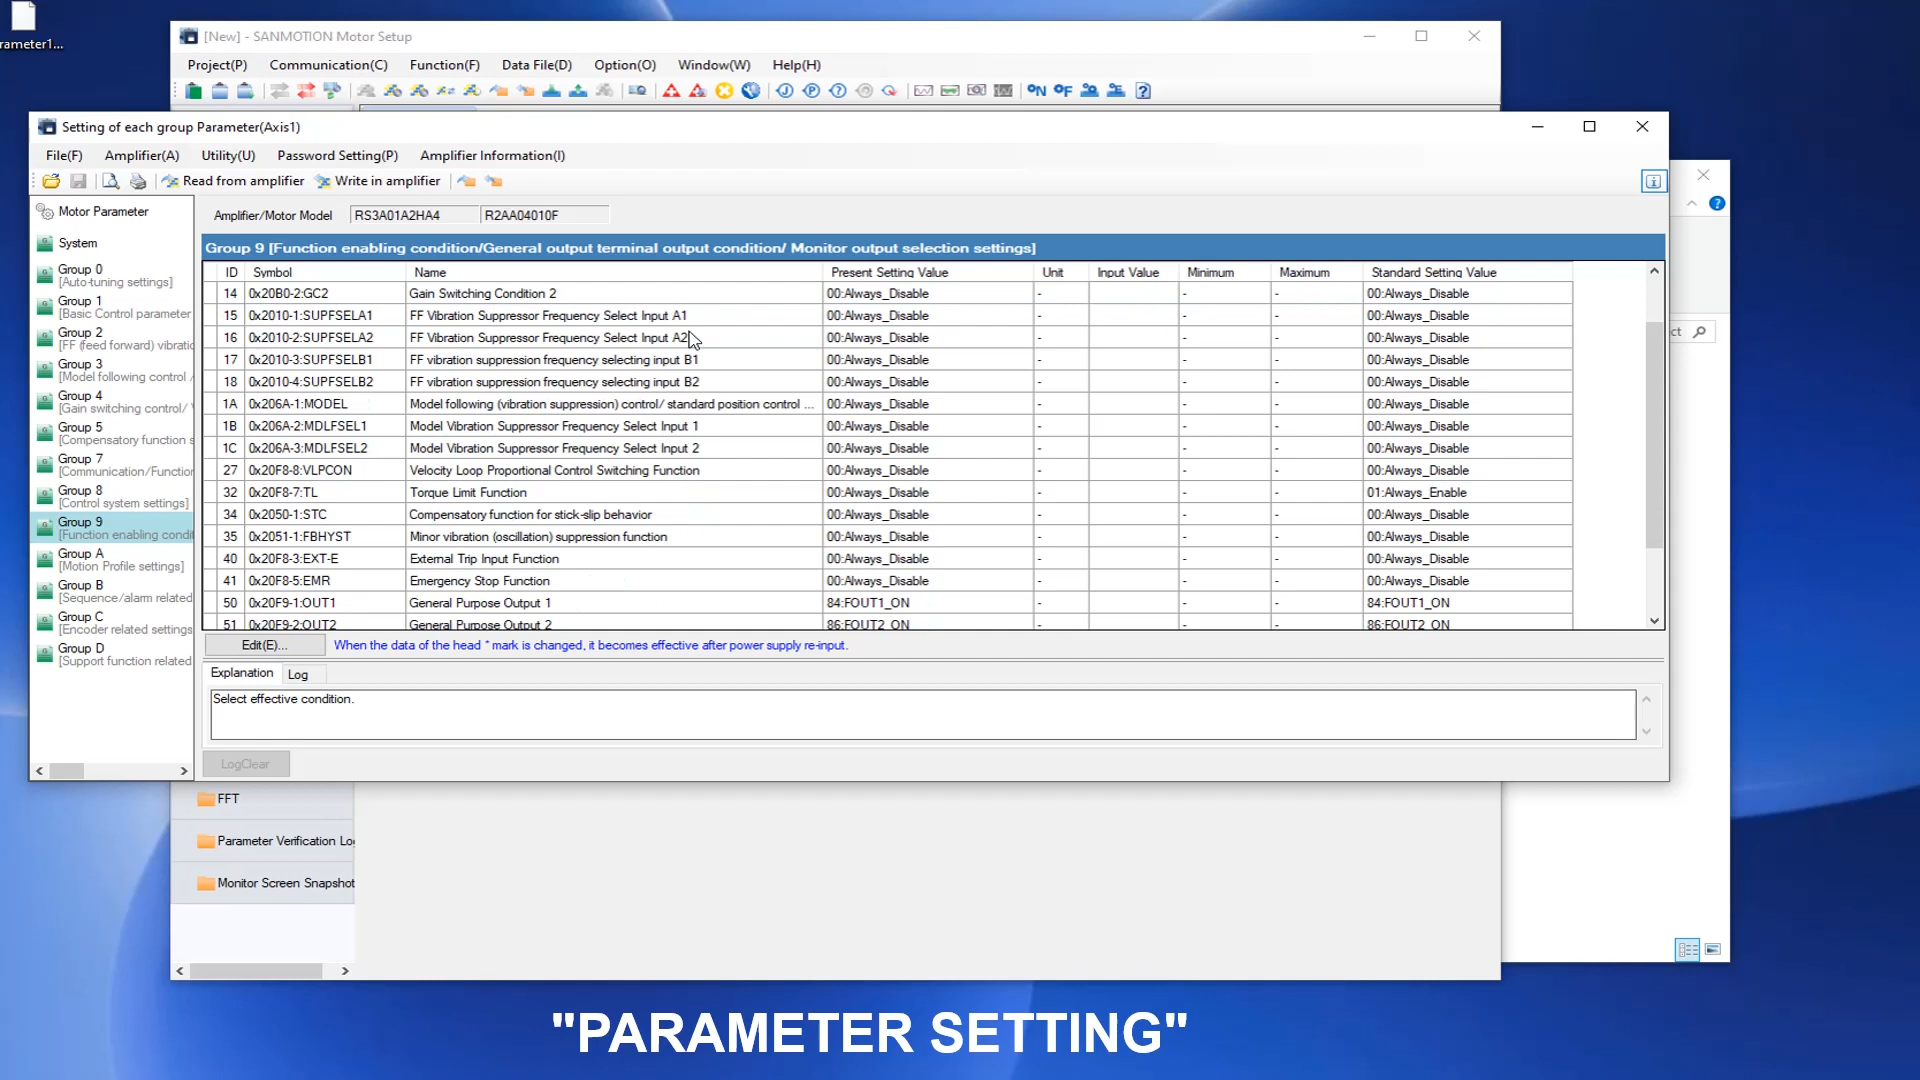 rameter1...
[New] - SANMOTION Motor Setup
Project(P) Communication(C) Function(F) Data File(D) Option(O) Window(W) Help(H)
Setting of each group Parameter(Axis1)
File(F) Amplifier(A) Utility(U) Password Setting(P) Amplifier Information(I)
Read from amplifier Write in amplifier
Motor Parameter
System
Group 0
[Auto-tuning settings]
Group 1
[Basic Control parameter
Group 2
[FF (feed forward) vibratio
Group 3
[Model following control /
Group 4
[Gain switching control/
Group 5
[Compensatory function s
Group 7
[Communication/Function
Group 8
[Control system settings]
Group 9
[Function enabling condit
Group A
[Motion Profile settings]
Group B
[Sequence/alarm related
Group C
[Encoder related settings
Group D
[Support function related
Amplifier/Motor Model RS3A01A2HA4 R2AA04010F
Group 9 [Function enabling condition/General output terminal output condition/ Monitor output selection settings]
ID Symbol Name Present Setting Value Unit Input Value Minimum Maximum Standard Setting Value
14 0x20B0-2:GC2 Gain Switching Condition 2 00:Always_Disable - - - 00:Always_Disable
15 0x2010-1:SUPFSELA1 FF Vibration Suppressor Frequency Select Input A1 00:Always_Disable - - - 00:Always_Disable
16 0x2010-2:SUPFSELA2 FF Vibration Suppressor Frequency Select Input A2 00:Always_Disable - - - 00:Always_Disable
17 0x2010-3:SUPFSELB1 FF vibration suppression frequency selecting input B1 00:Always_Disable - - - 00:Always_Disable
18 0x2010-4:SUPFSELB2 FF vibration suppression frequency selecting input B2 00:Always_Disable - - - 00:Always_Disable
1A 0x206A-1:MODEL Model following (vibration suppression) control/ standard position control ... 00:Always_Disable - - - 00:Always_Disable
1B 0x206A-2:MDLFSEL1 Model Vibration Suppressor Frequency Select Input 1 00:Always_Disable - - - 00:Always_Disable
1C 0x206A-3:MDLFSEL2 Model Vibration Suppressor Frequency Select Input 2 00:Always_Disable - - - 00:Always_Disable
27 0x20F8-8:VLPCON Velocity Loop Proportional Control Switching Function 00:Always_Disable - - - 00:Always_Disable
32 0x20F8-7:TL Torque Limit Function 00:Always_Disable - - - 01:Always_Enable
34 0x2050-1:STC Compensatory function for stick-slip behavior 00:Always_Disable - - - 00:Always_Disable
35 0x2051-1:FBHYST Minor vibration (oscillation) suppression function 00:Always_Disable - - - 00:Always_Disable
40 0x20F8-3:EXT-E External Trip Input Function 00:Always_Disable - - - 00:Always_Disable
41 0x20F8-5:EMR Emergency Stop Function 00:Always_Disable - - - 00:Always_Disable
50 0x20F9-1:OUT1 General Purpose Output 1 84:FOUT1_ON - - - 84:FOUT1_ON
51 0x20F9-2:OUT2 General Purpose Output 2 86:FOUT2_ON - - - 86:FOUT2_ON
Edit(E)... When the data of the head * mark is changed, it becomes effective after power supply re-input.
Explanation Log
Select effective condition.
LogClear
FFT
Parameter Verification Lo
Monitor Screen Snapshot
"PARAMETER SETTING"